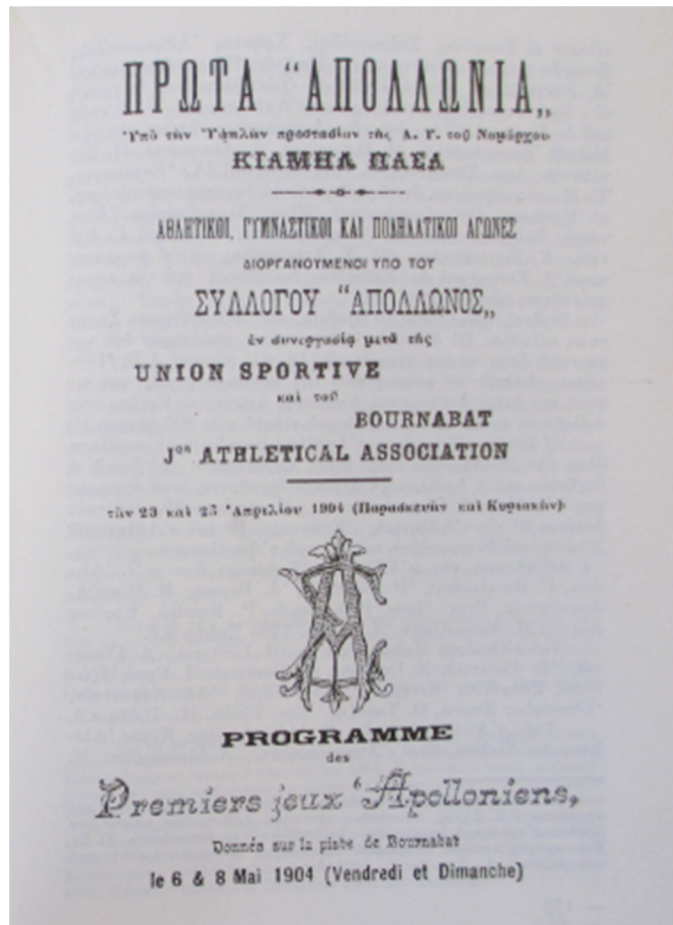 ΠΡΩΤΑ “ΑΠΟΛΛΩΝΙΑ„
Ὑπὸ τὴν Ὑψηλὴν προστασίαν τῆς Α. Ε. τοῦ Νομάρχου
ΚΙΑΜΗΛ ΠΑΣΑ
ΑΘΛΗΤΙΚΟΙ, ΓΥΜΝΑΣΤΙΚΟΙ ΚΑΙ ΠΟΔΗΛΑΤΙΚΟΙ ΑΓΩΝΕΣ
ΔΙΟΡΓΑΝΟΥΜΕΝΟΙ ΥΠΟ ΤΟΥ
ΣΥΛΛΟΓΟΥ “ΑΠΟΛΛΩΝΟΣ„
ἐν συνεργασίᾳ μετὰ τῆς
UNION SPORTIVE
καὶ τοῦ
BOURNABAT
Jᵒʳ ATHLETICAL ASSOCIATION
τὴν 23 καὶ 25 Ἀπριλίου 1904 (Παρασκευὴν καὶ Κυριακὴν)
PROGRAMME
des
Premiers jeux “Apolloniens„
Donnés sur la piste de Bournabat
le 6 & 8 Mai 1904 (Vendredi et Dimanche)